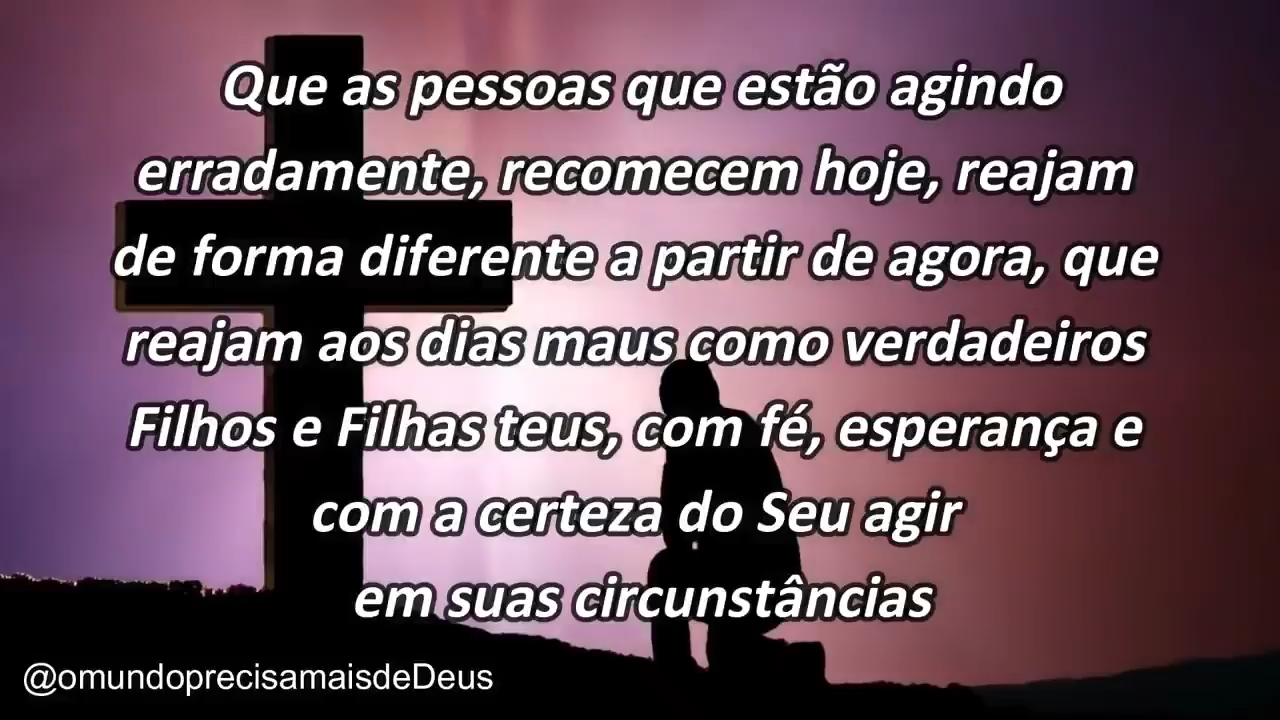 Que as pessoas que estão agindo
erradamente, recomecem hoje, reajam
de forma diferente a partir de agora, que
reajam aos dias maus como verdadeiros
Filhos e Filhas teus, com fé, esperança e
com a certeza do Seu agir
em suas circunstâncias
@omundoprecisamaisdeDeus